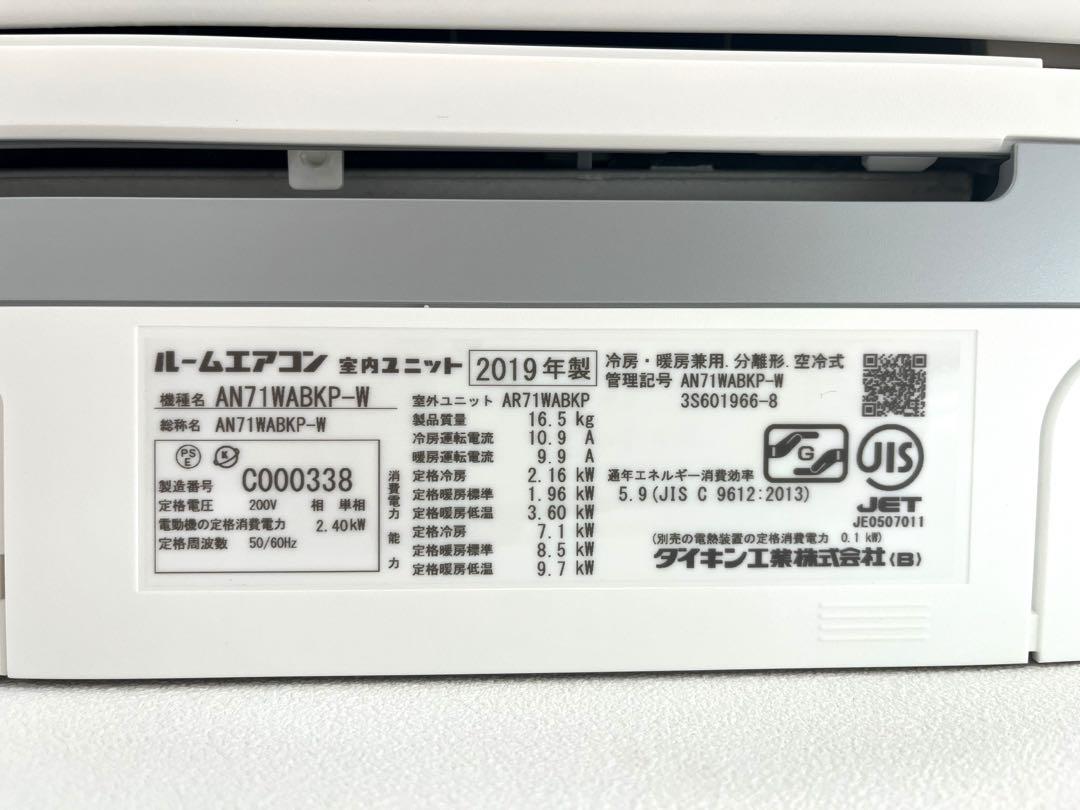 ルームエアコン 室内ユニット 2019年製
機種名 AN71WABKP-W
総称名 AN71WABKP-W
PS
E
製造番号 C000338
定格電圧 200V 相 単相
電動機の定格消費電力 2.40kW
定格周波数 50/60Hz
室外ユニット AR71WABKP
製品質量 16.5 kg
冷房運転電流 10.9 A
暖房運転電流 9.9 A
消費電力
定格冷房 2.16 kW
定格暖房標準 1.96 kW
定格暖房低温 3.60 kW
能力
定格冷房 7.1 kW
定格暖房標準 8.5 kW
定格暖房低温 9.7 kW
冷房・暖房兼用.分離形.空冷式
管理記号 AN71WABKP-W
3S601966-8
G
JIS
JET
JE0507011
通年エネルギー消費効率
5.9(JIS C 9612:2013)
(別売の電熱装置の定格消費電力 0.1 kW)
ダイキン工業株式会社(B)